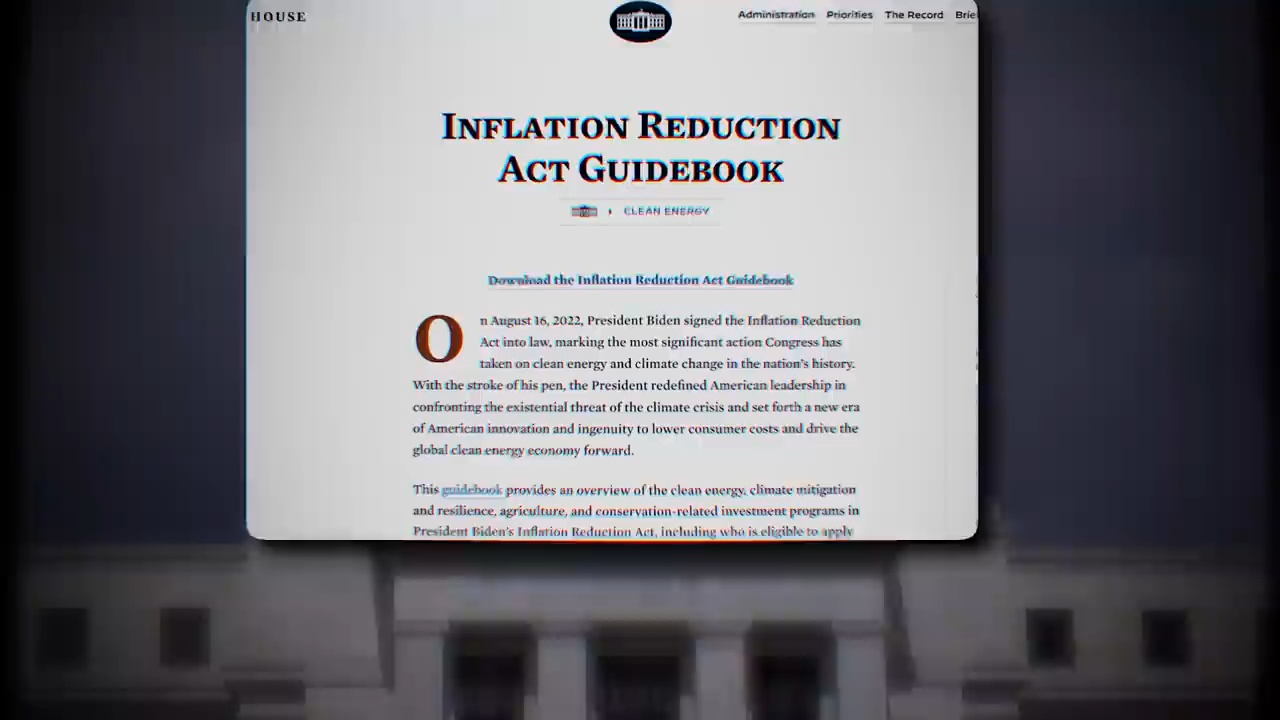 HOUSE
Administration Priorities The Record Brie
INFLATION REDUCTION
ACT GUIDEBOOK
CLEAN ENERGY
Download the Inflation Reduction Act Guidebook
On August 16, 2022, President Biden signed the Inflation Reduction
Act into law, marking the most significant action Congress has
taken on clean energy and climate change in the nation's history.
With the stroke of his pen, the President redefined American leadership in
confronting the existential threat of the climate crisis and set forth a new era
of American innovation and ingenuity to lower consumer costs and drive the
global clean energy economy forward.
This guidebook provides an overview of the clean energy, climate mitigation
and resilience, agriculture, and conservation-related investment programs in
President Biden's Inflation Reduction Act, including who is eligible to apply